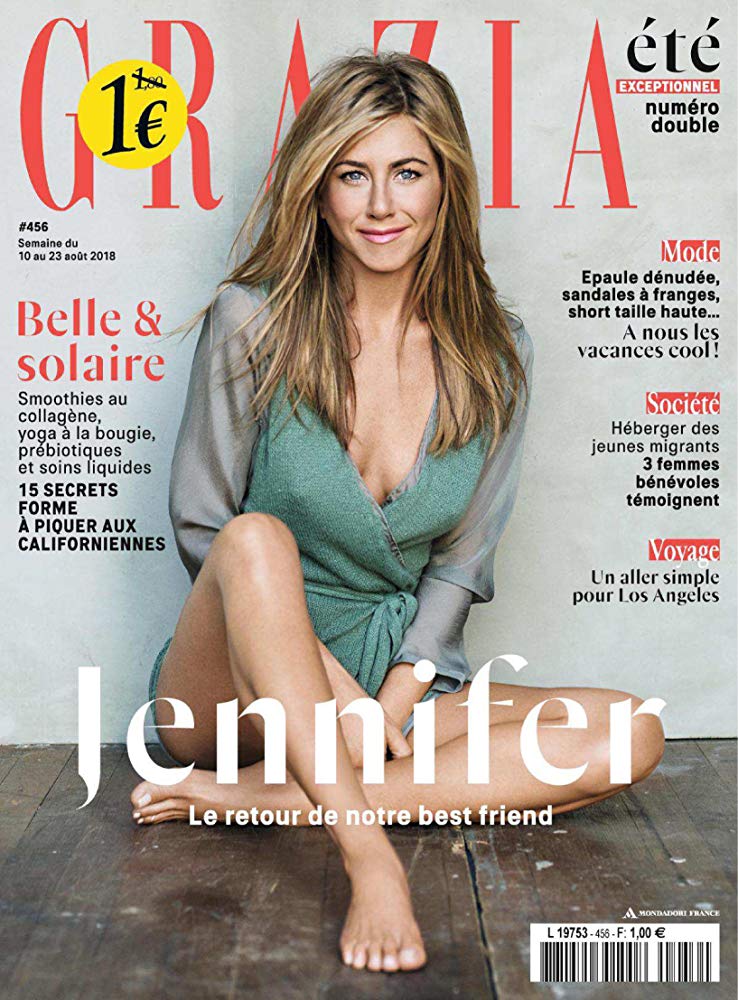 GRAZIA
1,80
1€
été
EXCEPTIONNEL
numéro
double
#456
Semaine du
10 au 23 août 2018
Belle &
solaire
Smoothies au
collagène,
yoga à la bougie,
prébiotiques
et soins liquides
15 SECRETS
FORME
À PIQUER AUX
CALIFORNIENNES
Mode
Epaule dénudée,
sandales à franges,
short taille haute...
A nous les
vacances cool !
Société
Héberger des
jeunes migrants
3 femmes
bénévoles
témoignent
Voyage
Un aller simple
pour Los Angeles
Jennifer
Le retour de notre best friend
MONDADORI FRANCE
L 19753 - 456 - F: 1,00 €